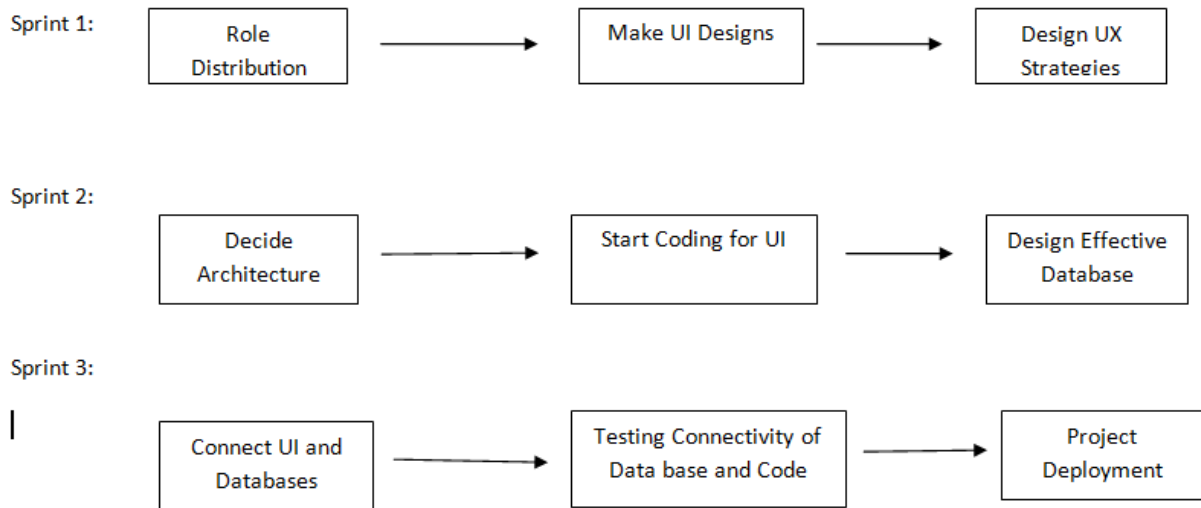 Sprint 1:
Role
Distribution
Make UI Designs
Design UX
Strategies
Sprint 2:
Decide
Architecture
Start Coding for UI
Design Effective
Database
Sprint 3:
Connect UI and
Databases
Testing Connectivity of
Data base and Code
Project
Deployment